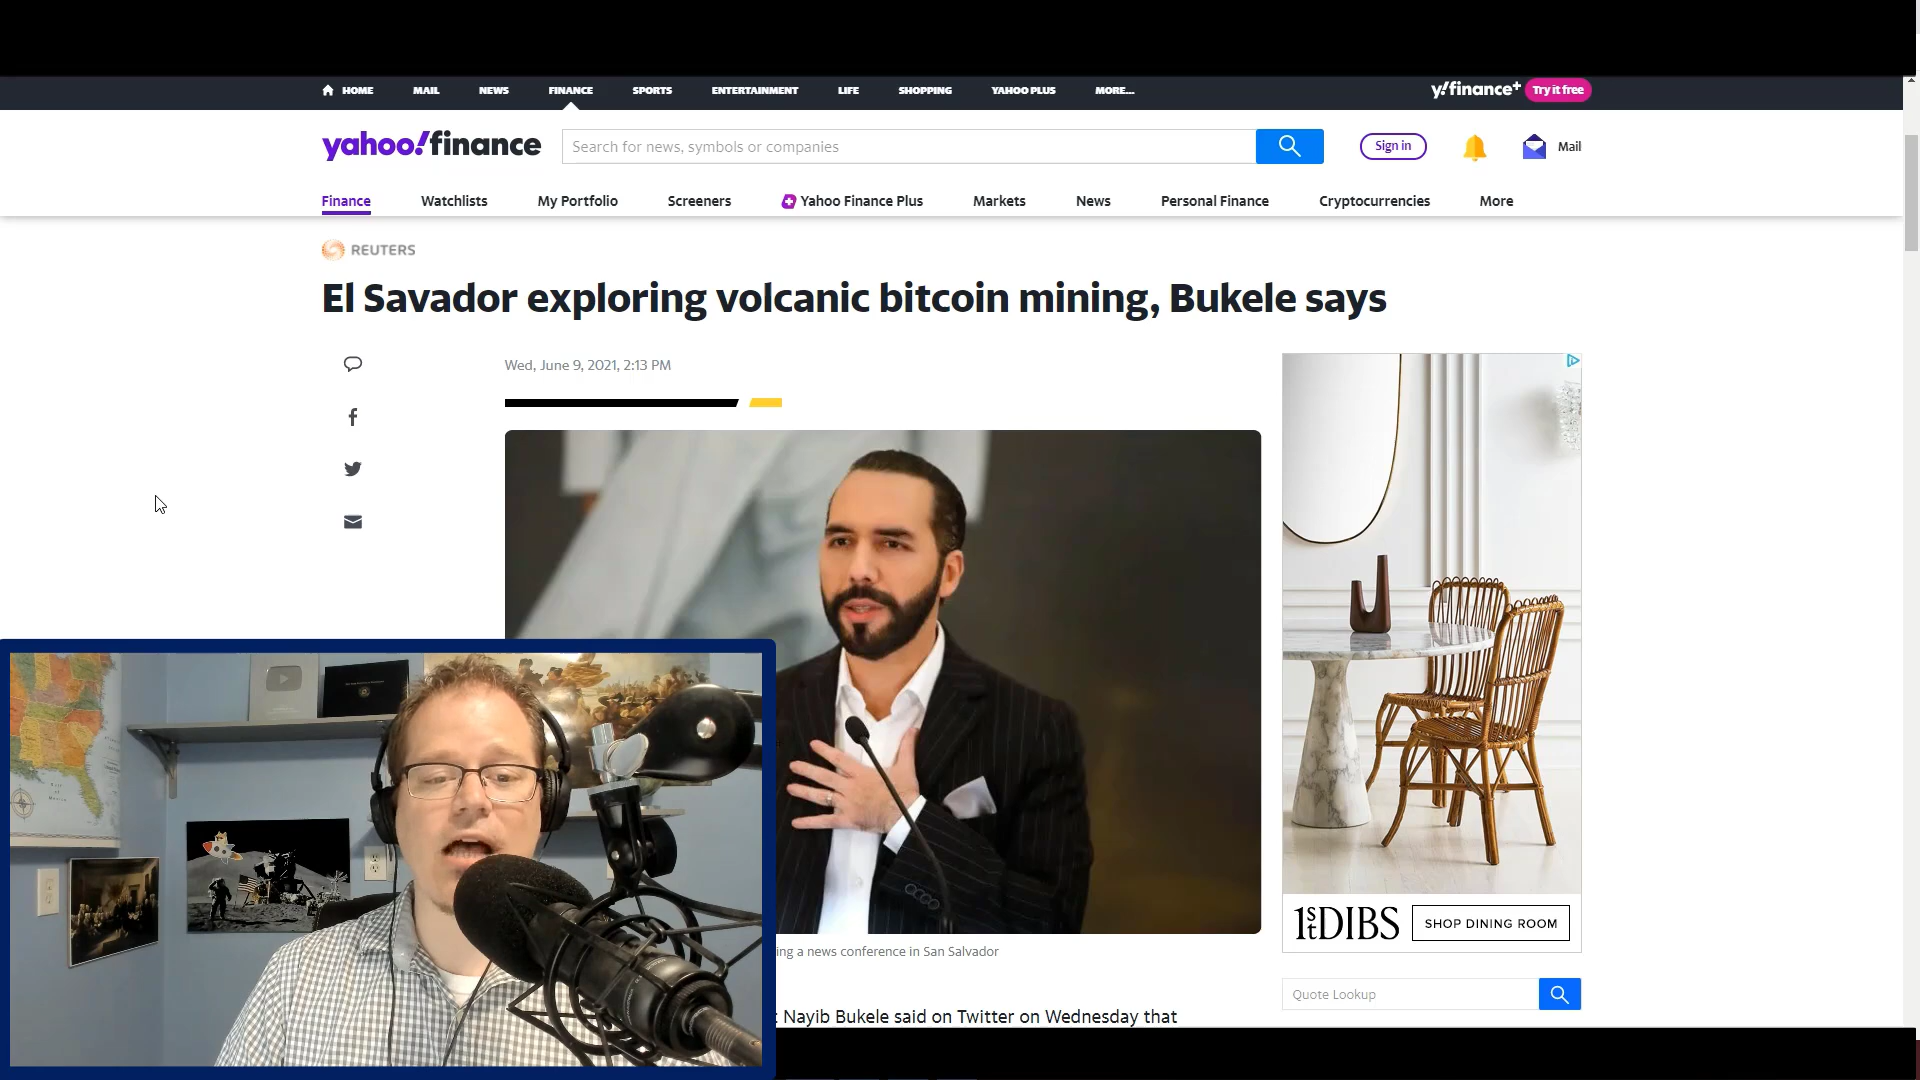 HOME MAIL NEWS FINANCE SPORTS ENTERTAINMENT LIFE SHOPPING YAHOO PLUS MORE... y!finance+ Try it free
yahoo!finance Search for news, symbols or companies Sign in Mail
Finance Watchlists My Portfolio Screeners Yahoo Finance Plus Markets News Personal Finance Cryptocurrencies More
REUTERS
El Savador exploring volcanic bitcoin mining, Bukele says
Wed, June 9, 2021, 2:13 PM
1stDIBS SHOP DINING ROOM
ing a news conference in San Salvador
Quote Lookup
Nayib Bukele said on Twitter on Wednesday that